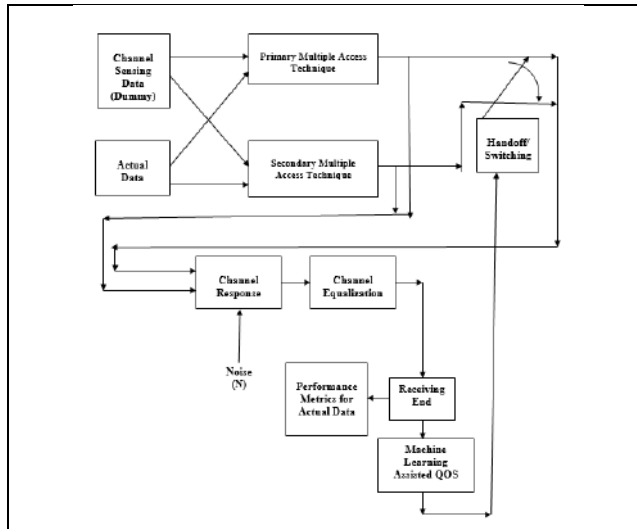 Channel
Sensing
Data
(Dummy)
Primary Multiple Access
Technique
Actual
Data
Secondary Multiple
Access Technique
Handoff/
Switching
Channel
Response
Channel
Equalization
Noise
(N)
Performance
Metrics for
Actual Data
Receiving
End
Machine
Learning
Assisted QOS